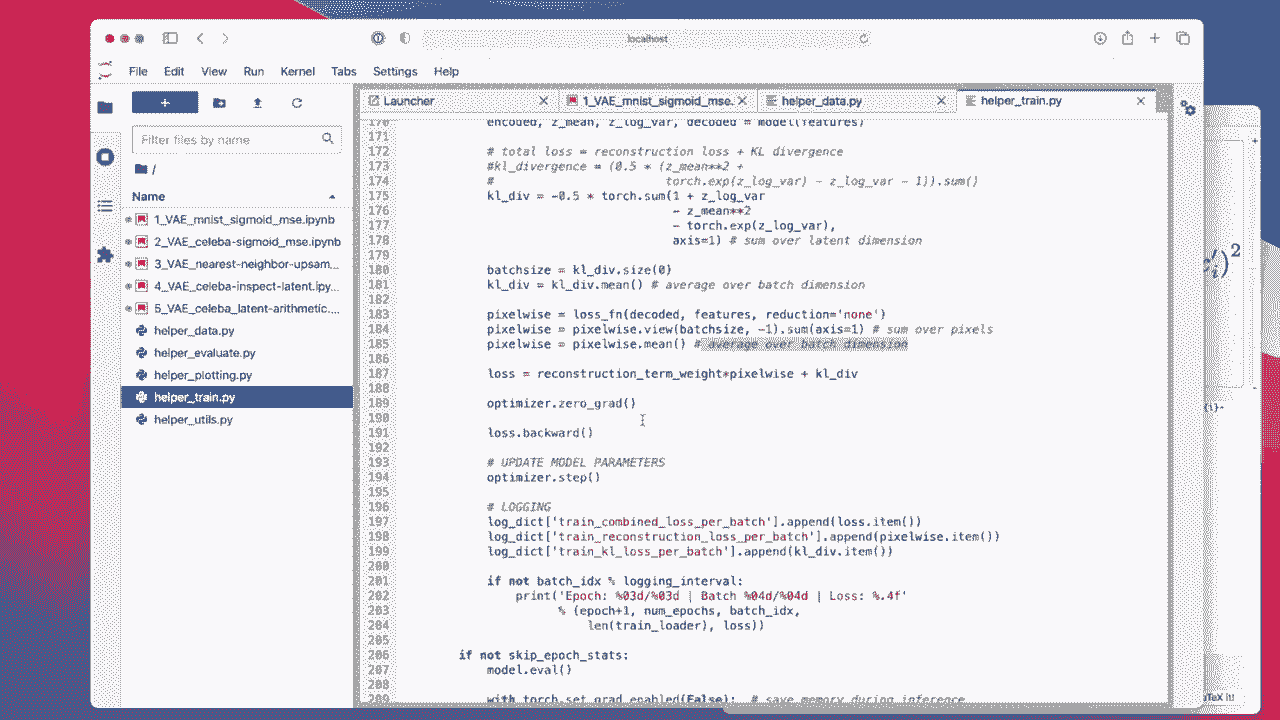 localhost
File Edit View Run Kernel Tabs Settings Help
Launcher 1_VAE_mnist_sigmoid_mse. helper_data.py helper_train.py
Filter files by name
/
Name
1_VAE_mnist_sigmoid_mse.ipynb
2_VAE_celeba-sigmoid_mse.ipynb
3_VAE_nearest-neighbor-upsam...
4_VAE_celeba-inspect-latent.ipy...
5_VAE_celeba_latent-arithmetic....
helper_data.py
helper_evaluate.py
helper_plotting.py
helper_train.py
helper_utils.py
170 encoded, z_mean, z_log_var, decoded = model(features)
171
172 # total loss = reconstruction loss + KL divergence
173 #kl_divergence = (0.5 * (z_mean**2 +
174 # torch.exp(z_log_var) - z_log_var - 1)).sum()
175 kl_div = -0.5 * torch.sum(1 + z_log_var
176 - z_mean**2
177 - torch.exp(z_log_var),
178 axis=1) # sum over latent dimension
179
180 batchsize = kl_div.size(0)
181 kl_div = kl_div.mean() # average over batch dimension
182
183 pixelwise = loss_fn(decoded, features, reduction='none')
184 pixelwise = pixelwise.view(batchsize, -1).sum(axis=1) # sum over pixels
185 pixelwise = pixelwise.mean() # average over batch dimension
186
187 loss = reconstruction_term_weight*pixelwise + kl_div
188
189 optimizer.zero_grad()
190
191 loss.backward()
192
193 # UPDATE MODEL PARAMETERS
194 optimizer.step()
195
196 # LOGGING
197 log_dict['train_combined_loss_per_batch'].append(loss.item())
198 log_dict['train_reconstruction_loss_per_batch'].append(pixelwise.item())
199 log_dict['train_kl_loss_per_batch'].append(kl_div.item())
200
201 if not batch_idx % logging_interval:
202 print('Epoch: %03d/%03d | Batch %04d/%04d | Loss: %.4f'
203 % (epoch+1, num_epochs, batch_idx,
204 len(train_loader), loss))
205
206 if not skip_epoch_stats:
207 model.eval()
208
209 with torch.set_grad_enabled(False): # save memory during inference